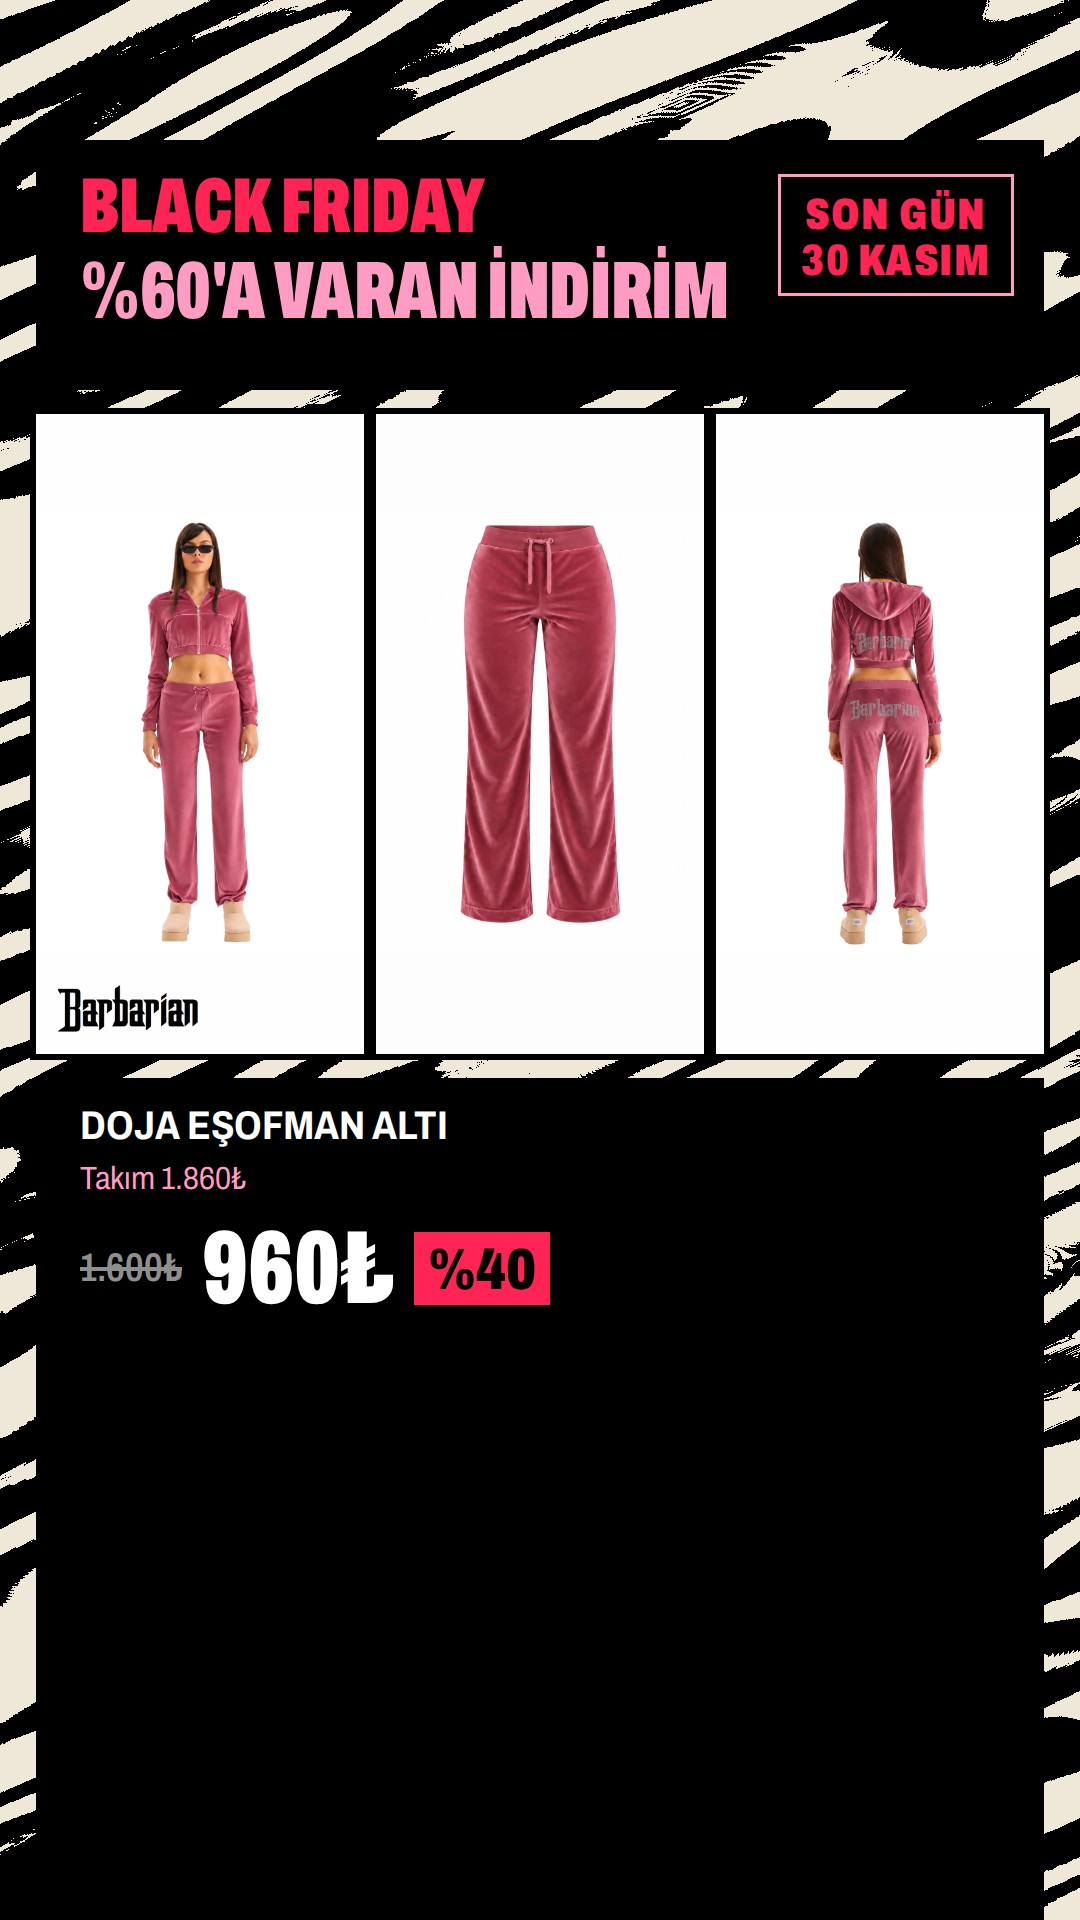 BLACK FRIDAY
%60'A VARAN İNDİRİM
SON GÜN
30 KASIM
Barbarian
Barbarian
Barbarian
DOJA EŞOFMAN ALTI
Takım 1.860₺
1.600₺ 960₺ %40